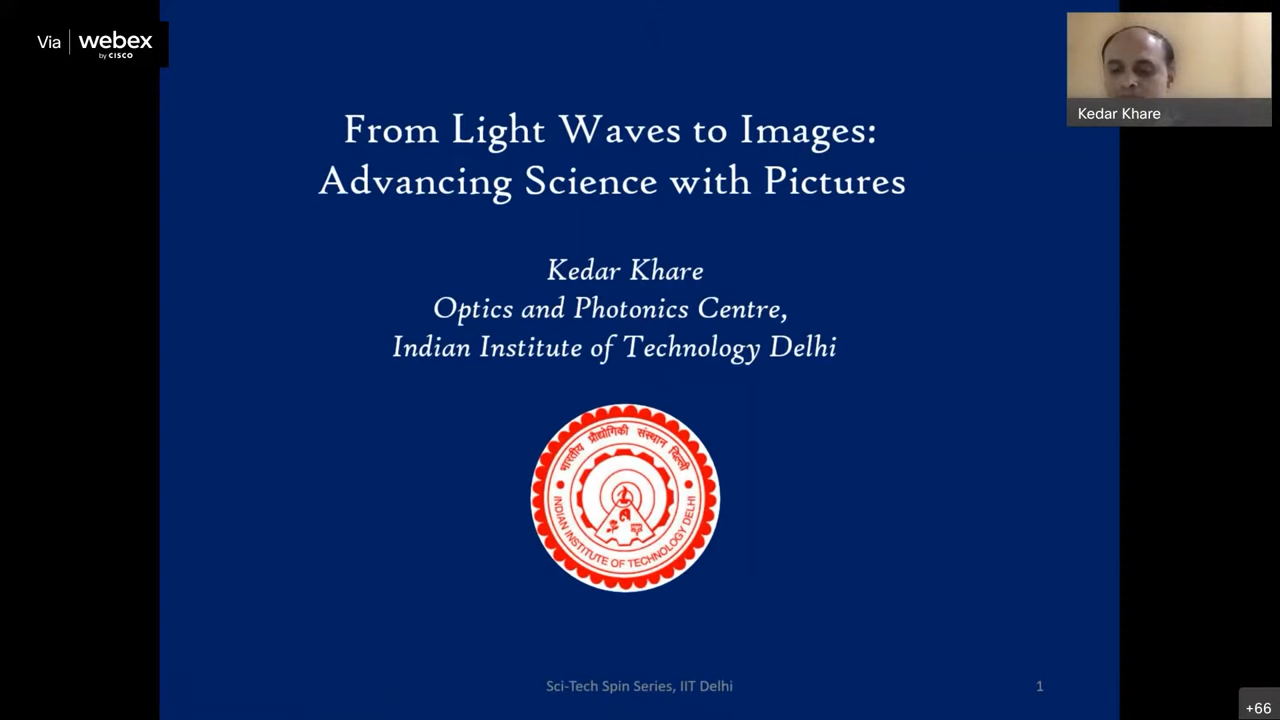 Via webex
by CISCO
Kedar Khare
From Light Waves to Images:
Advancing Science with Pictures
Kedar Khare
Optics and Photonics Centre,
Indian Institute of Technology Delhi
भारतीय प्रौद्योगिकी संस्थान दिल्ली
INDIAN INSTITUTE OF TECHNOLOGY DELHI
Sci-Tech Spin Series, IIT Delhi
1
+66